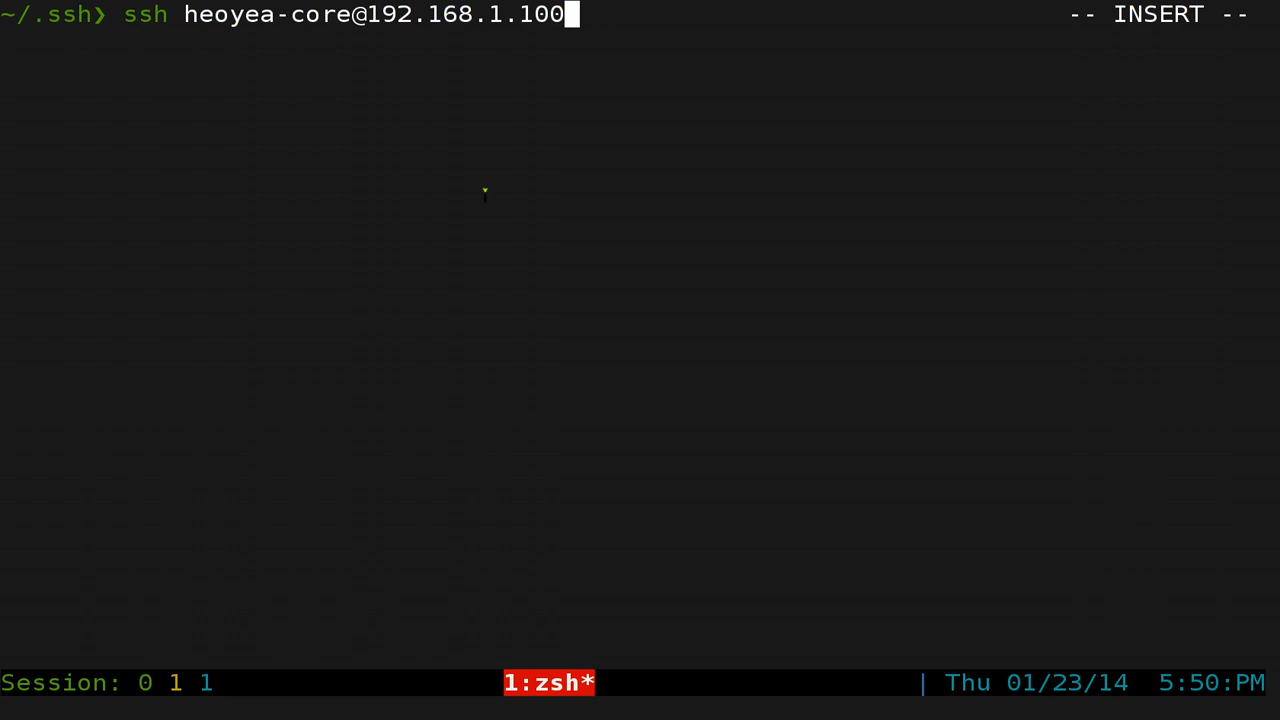 ~/.ssh❯ ssh heoyea-core@192.168.1.100 -- INSERT --
Session: 0 1 1 1:zsh* | Thu 01/23/14 5:50:PM